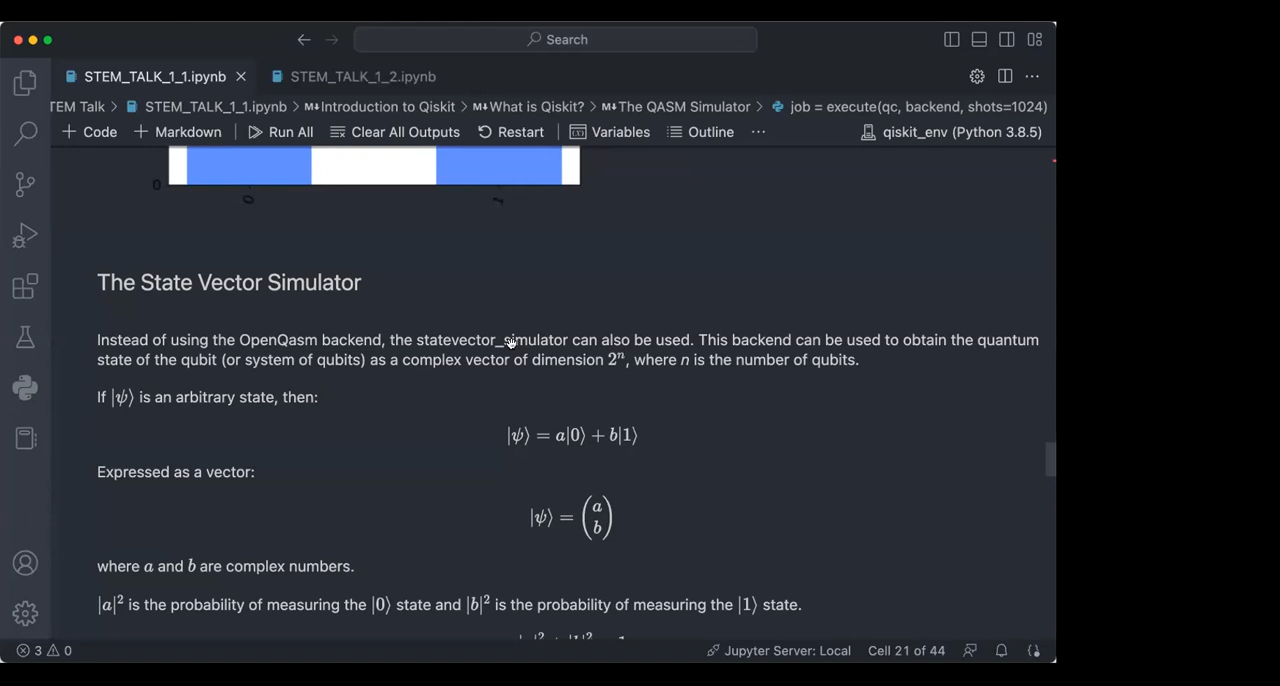 Search
STEM_TALK_1_1.ipynb
STEM_TALK_1_2.ipynb
TEM Talk > STEM_TALK_1_1.ipynb > M↓Introduction to Qiskit > M↓What is Qiskit? > M↓The QASM Simulator > job = execute(qc, backend, shots=1024)
+ Code + Markdown Run All Clear All Outputs Restart Variables Outline ··· qiskit_env (Python 3.8.5)
0
0 1
The State Vector Simulator
Instead of using the OpenQasm backend, the statevector_simulator can also be used. This backend can be used to obtain the quantum
state of the qubit (or system of qubits) as a complex vector of dimension 2ⁿ, where n is the number of qubits.
If |ψ⟩ is an arbitrary state, then:
|ψ⟩ = a|0⟩ + b|1⟩
Expressed as a vector:
|ψ⟩ = (a b)
where a and b are complex numbers.
|a|² is the probability of measuring the |0⟩ state and |b|² is the probability of measuring the |1⟩ state.
3 0
Jupyter Server: Local Cell 21 of 44